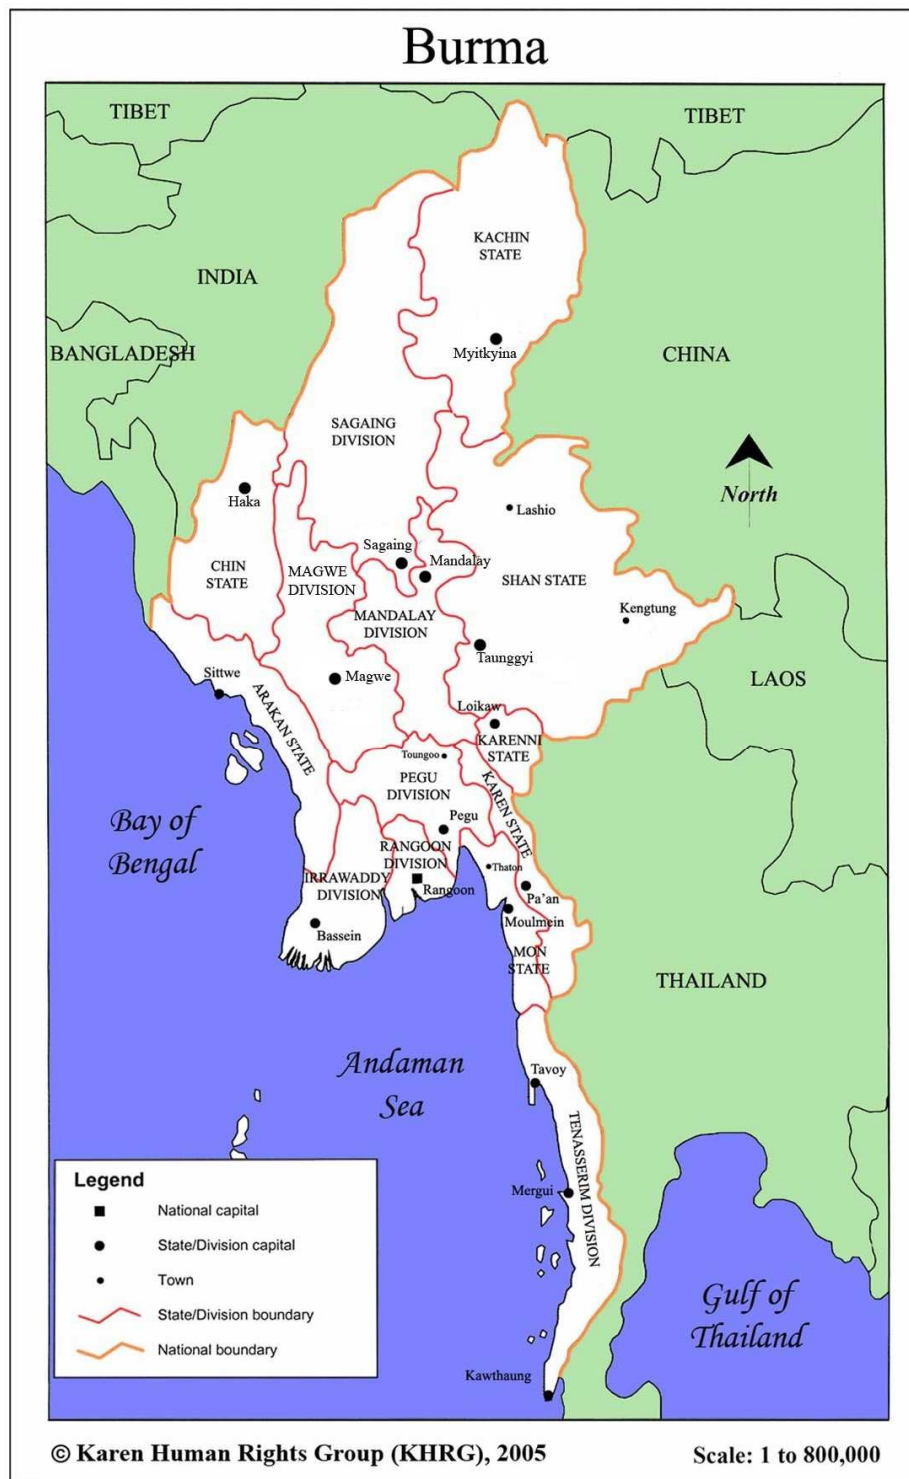 Burma
TIBET
TIBET
KACHIN
STATE
INDIA
Myitkyina
BANGLADESH
CHINA
SAGAING
DIVISION
North
Haka
Lashio
Sagaing
Mandalay
CHIN
STATE
MAGWE
DIVISION
SHAN STATE
MANDALAY
DIVISION
Kengtung
Taunggyi
Sittwe
Magwe
LAOS
ARAKAN STATE
Loikaw
KARENNI
STATE
Toungoo
PEGU
DIVISION
KAREN STATE
Bay of
Bengal
Pegu
RANGOON
DIVISION
Thaton
IRRAWADDY
DIVISION
Rangoon
Pa'an
Moulmein
Bassein
MON
STATE
THAILAND
Andaman
Sea
Tavoy
TENASSERIM DIVISION
Mergui
Legend
National capital
State/Division capital
Town
State/Division boundary
National boundary
Gulf of
Thailand
Kawthaung
© Karen Human Rights Group (KHRG), 2005
Scale: 1 to 800,000